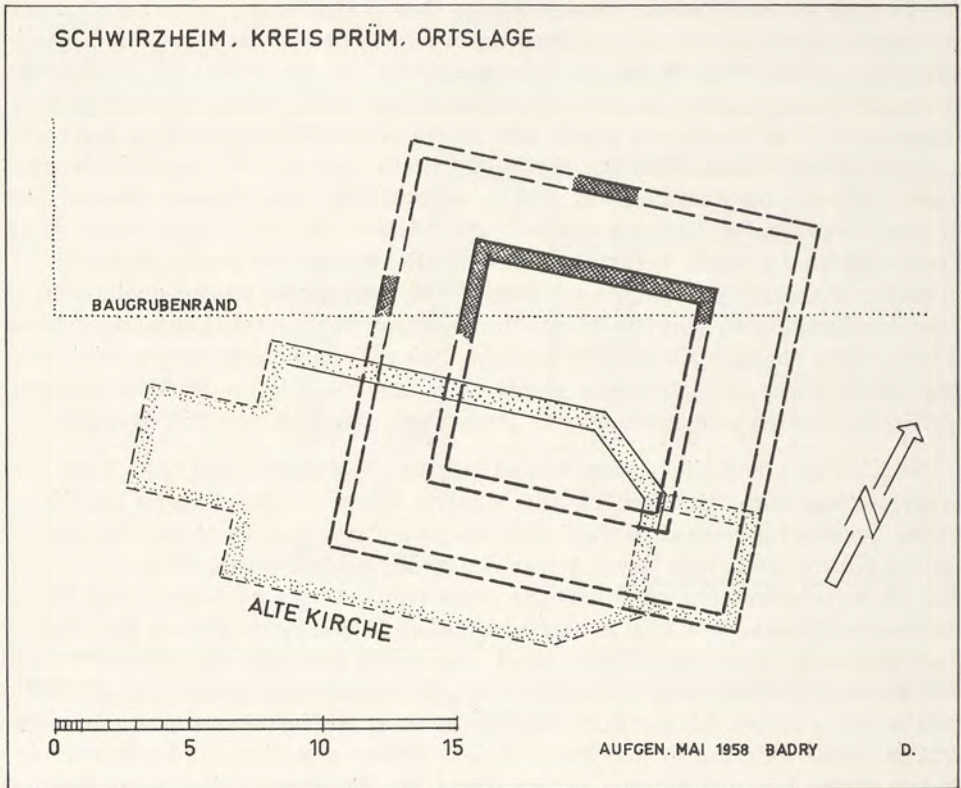 SCHWIRZHEIM. KREIS PRÜM. ORTSLAGE
BAUGRUBENRAND
ALTE KIRCHE
0 5 10 15
AUFGEN. MAI 1958 BADRY D.